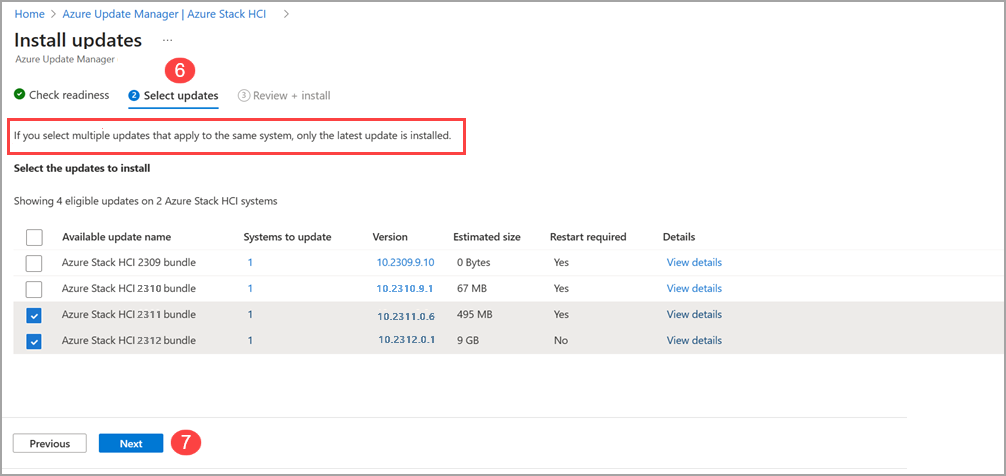 Home > Azure Update Manager | Azure Stack HCI >
Install updates ...
Azure Update Manager
6
Check readiness 2 Select updates 3 Review + install
If you select multiple updates that apply to the same system, only the latest update is installed.
Select the updates to install
Showing 4 eligible updates on 2 Azure Stack HCI systems
Available update name Systems to update Version Estimated size Restart required Details
Azure Stack HCI 2309 bundle 1 10.2309.9.10 0 Bytes Yes View details
Azure Stack HCI 2310 bundle 1 10.2310.9.1 67 MB Yes View details
Azure Stack HCI 2311 bundle 1 10.2311.0.6 495 MB Yes View details
Azure Stack HCI 2312 bundle 1 10.2312.0.1 9 GB No View details
Previous Next 7